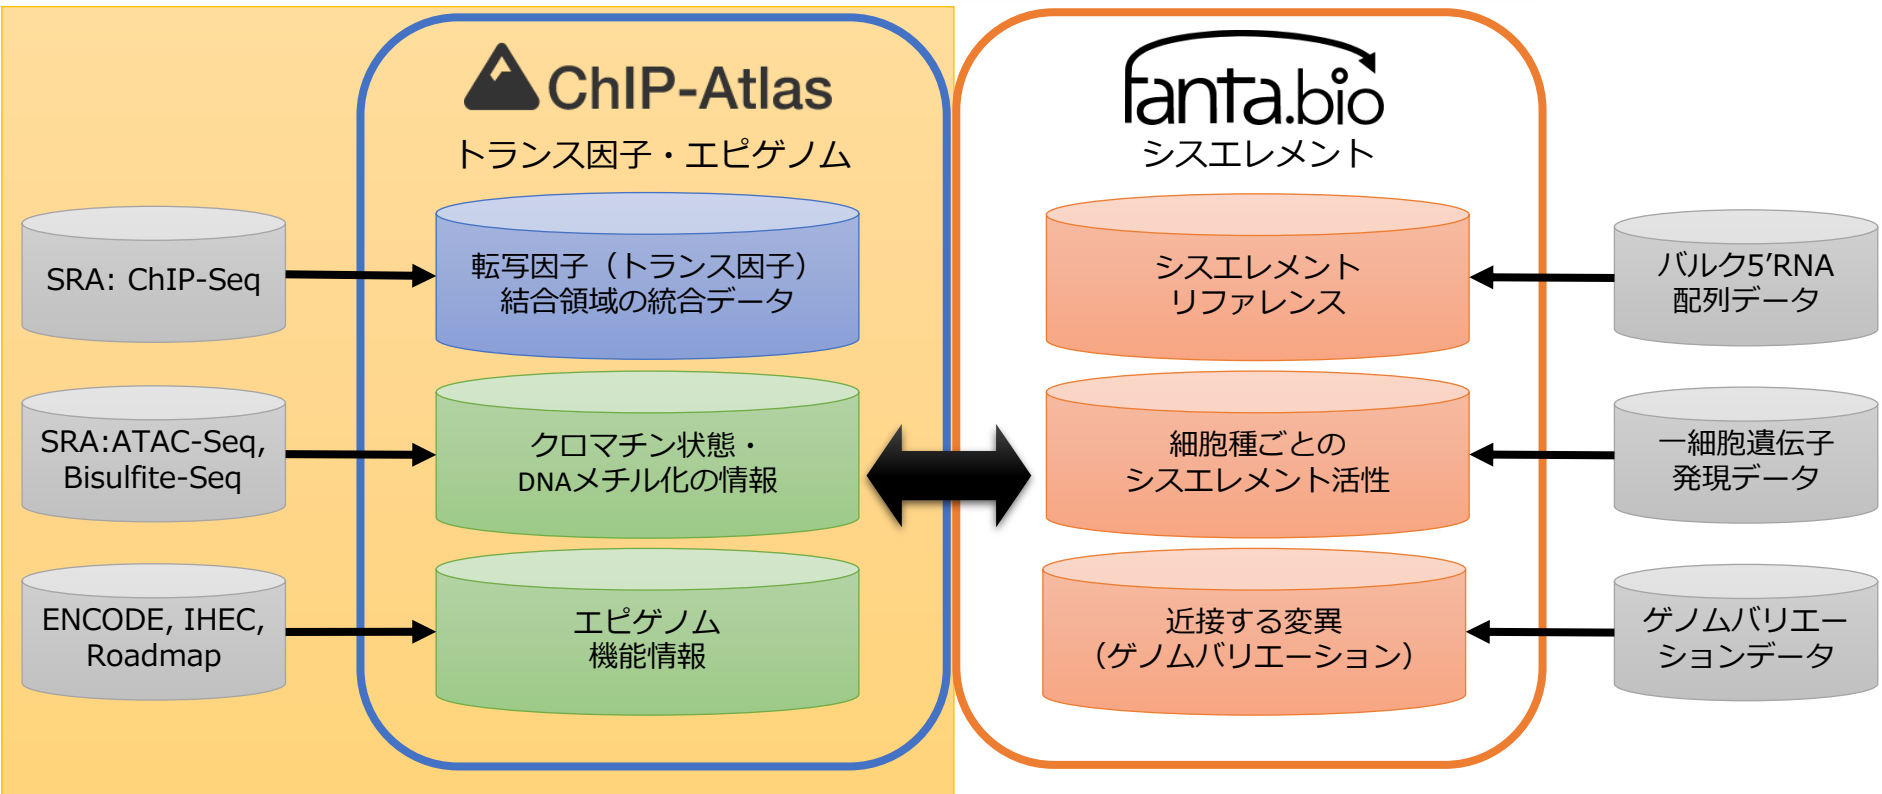 ChIP-Atlas
トランス因子・エピゲノム
SRA: ChIP-Seq
転写因子（トランス因子）
結合領域の統合データ
SRA:ATAC-Seq,
Bisulfite-Seq
クロマチン状態・
DNAメチル化の情報
ENCODE, IHEC,
Roadmap
エピゲノム
機能情報
fanta.bio
シスエレメント
シスエレメント
リファレンス
バルク5’RNA
配列データ
細胞種ごとの
シスエレメント活性
一細胞遺伝子
発現データ
近接する変異
（ゲノムバリエーション）
ゲノムバリエー
ションデータ